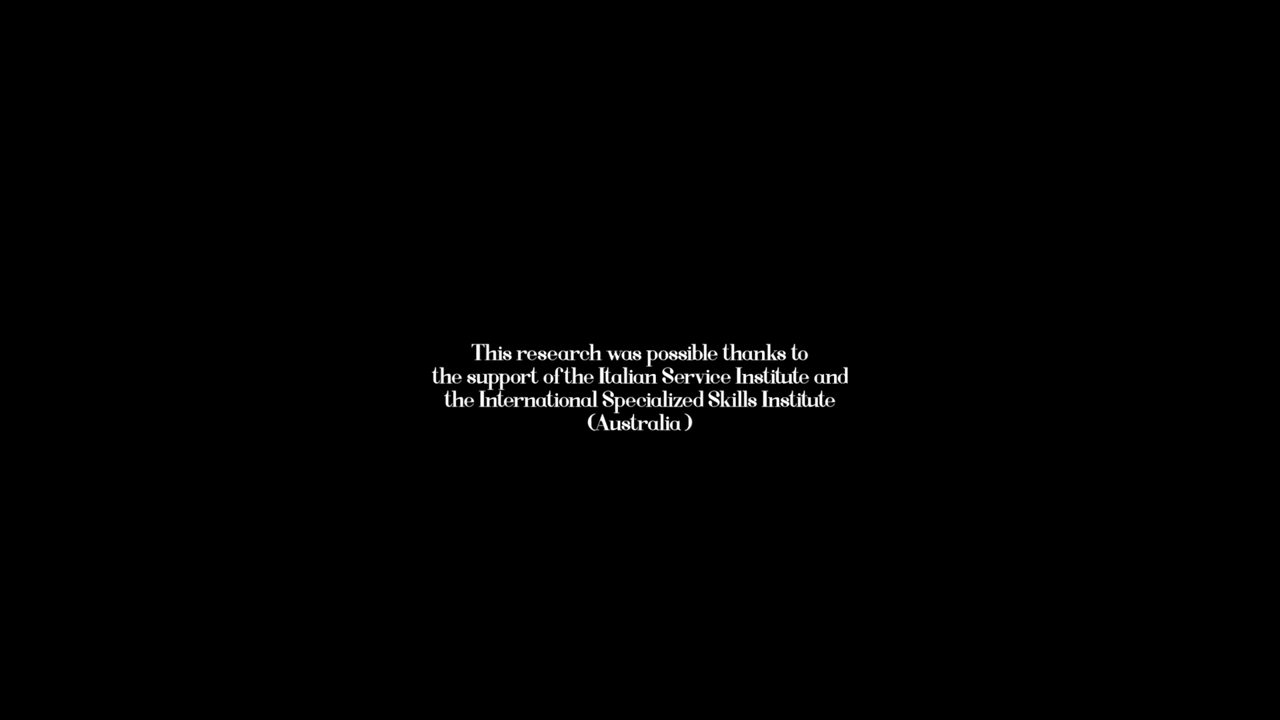 This research was possible thanks to
the support of the Italian Service Institute and
the International Specialized Skills Institute
(Australia )